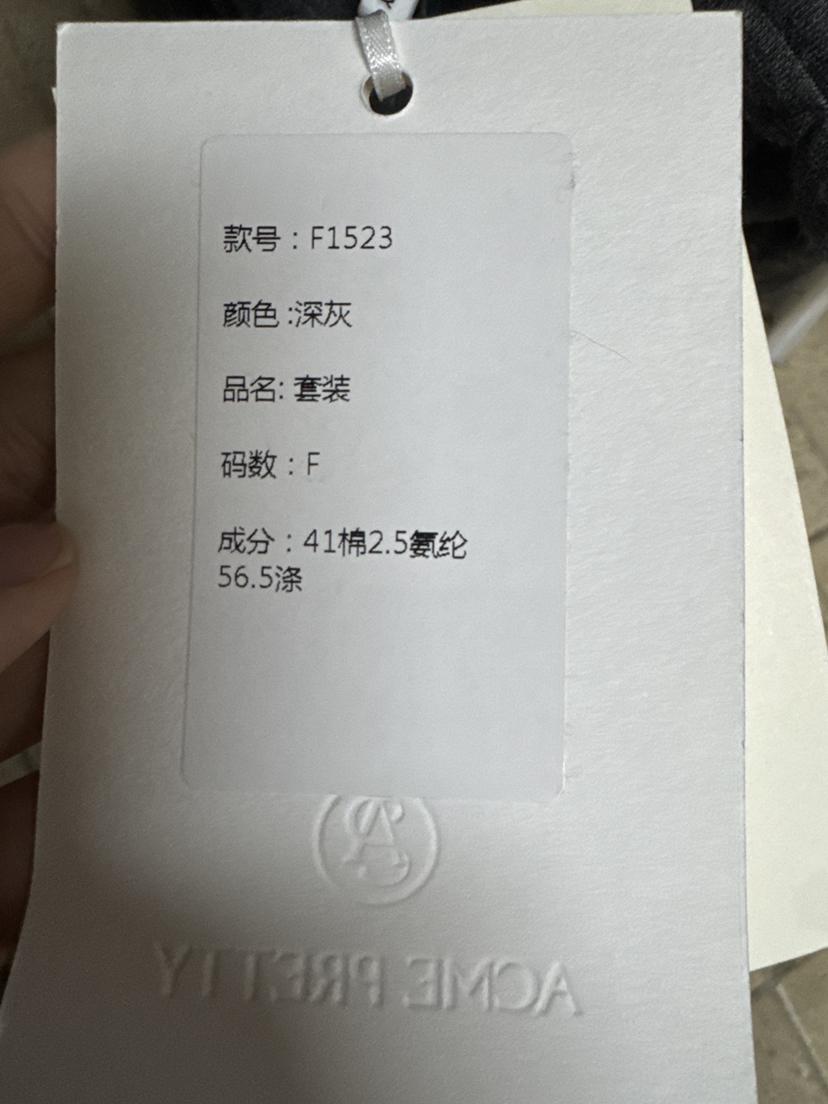 款号：F1523
颜色:深灰
品名: 套装
码数：F
成分：41棉2.5氨纶
56.5涤
ACME PRETTY